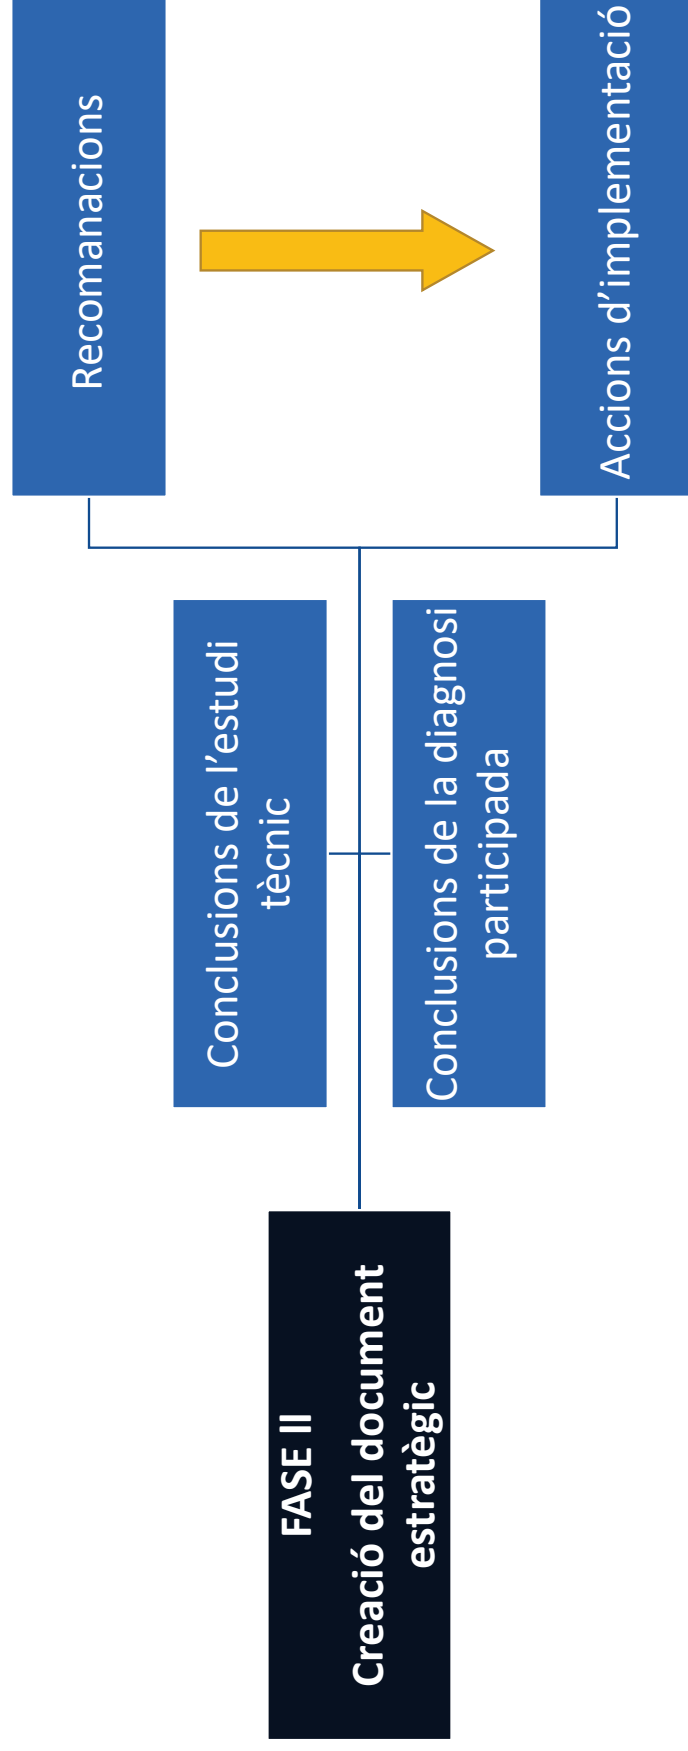 FASE II
Creació del document
estratègic
Conclusions de l’estudi
tècnic
Conclusions de la diagnosi
participada
Recomanacions
Accions d’implementació